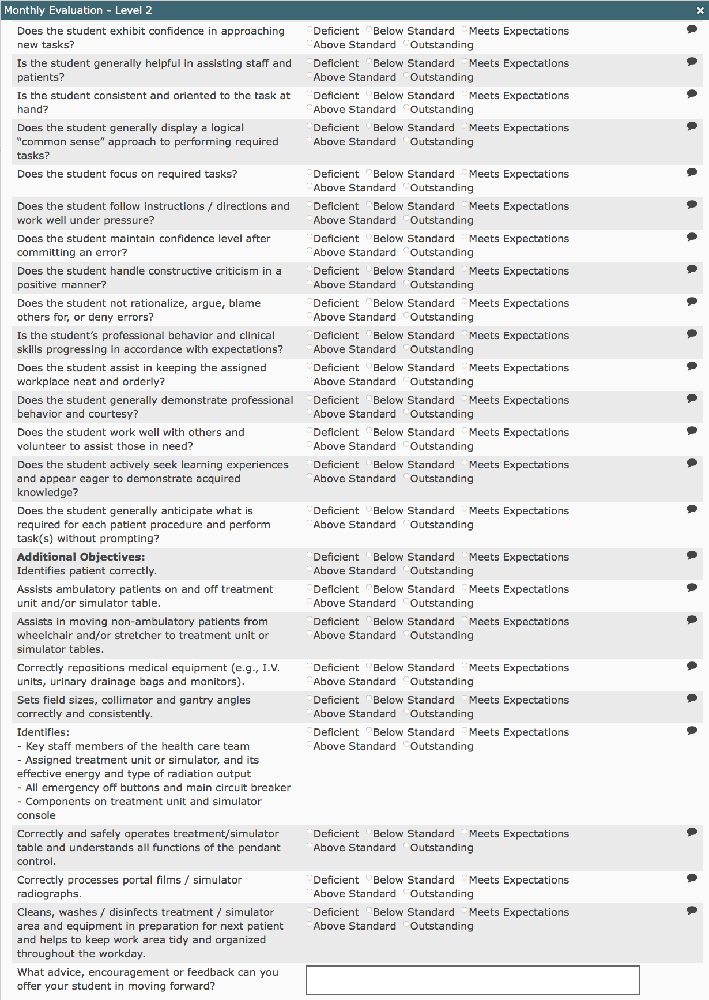 Monthly Evaluation - Level 2
Does the student exhibit confidence in approaching
new tasks?
Deficient Below Standard Meets Expectations
Above Standard Outstanding
Is the student generally helpful in assisting staff and
patients?
Deficient Below Standard Meets Expectations
Above Standard Outstanding
Is the student consistent and oriented to the task at
hand?
Deficient Below Standard Meets Expectations
Above Standard Outstanding
Does the student generally display a logical
“common sense” approach to performing required
tasks?
Deficient Below Standard Meets Expectations
Above Standard Outstanding
Does the student focus on required tasks?
Deficient Below Standard Meets Expectations
Above Standard Outstanding
Does the student follow instructions / directions and
work well under pressure?
Deficient Below Standard Meets Expectations
Above Standard Outstanding
Does the student maintain confidence level after
committing an error?
Deficient Below Standard Meets Expectations
Above Standard Outstanding
Does the student handle constructive criticism in a
positive manner?
Deficient Below Standard Meets Expectations
Above Standard Outstanding
Does the student not rationalize, argue, blame
others for, or deny errors?
Deficient Below Standard Meets Expectations
Above Standard Outstanding
Is the student’s professional behavior and clinical
skills progressing in accordance with expectations?
Deficient Below Standard Meets Expectations
Above Standard Outstanding
Does the student assist in keeping the assigned
workplace neat and orderly?
Deficient Below Standard Meets Expectations
Above Standard Outstanding
Does the student generally demonstrate professional
behavior and courtesy?
Deficient Below Standard Meets Expectations
Above Standard Outstanding
Does the student work well with others and
volunteer to assist those in need?
Deficient Below Standard Meets Expectations
Above Standard Outstanding
Does the student actively seek learning experiences
and appear eager to demonstrate acquired
knowledge?
Deficient Below Standard Meets Expectations
Above Standard Outstanding
Does the student generally anticipate what is
required for each patient procedure and perform
task(s) without prompting?
Deficient Below Standard Meets Expectations
Above Standard Outstanding
Additional Objectives:
Identifies patient correctly.
Deficient Below Standard Meets Expectations
Above Standard Outstanding
Assists ambulatory patients on and off treatment
unit and/or simulator table.
Deficient Below Standard Meets Expectations
Above Standard Outstanding
Assists in moving non-ambulatory patients from
wheelchair and/or stretcher to treatment unit or
simulator tables.
Deficient Below Standard Meets Expectations
Above Standard Outstanding
Correctly repositions medical equipment (e.g., I.V.
units, urinary drainage bags and monitors).
Deficient Below Standard Meets Expectations
Above Standard Outstanding
Sets field sizes, collimator and gantry angles
correctly and consistently.
Deficient Below Standard Meets Expectations
Above Standard Outstanding
Identifies:
- Key staff members of the health care team
- Assigned treatment unit or simulator, and its
effective energy and type of radiation output
- All emergency off buttons and main circuit breaker
- Components on treatment unit and simulator
console
Deficient Below Standard Meets Expectations
Above Standard Outstanding
Correctly and safely operates treatment/simulator
table and understands all functions of the pendant
control.
Deficient Below Standard Meets Expectations
Above Standard Outstanding
Correctly processes portal films / simulator
radiographs.
Deficient Below Standard Meets Expectations
Above Standard Outstanding
Cleans, washes / disinfects treatment / simulator
area and equipment in preparation for next patient
and helps to keep work area tidy and organized
throughout the workday.
Deficient Below Standard Meets Expectations
Above Standard Outstanding
What advice, encouragement or feedback can you
offer your student in moving forward?